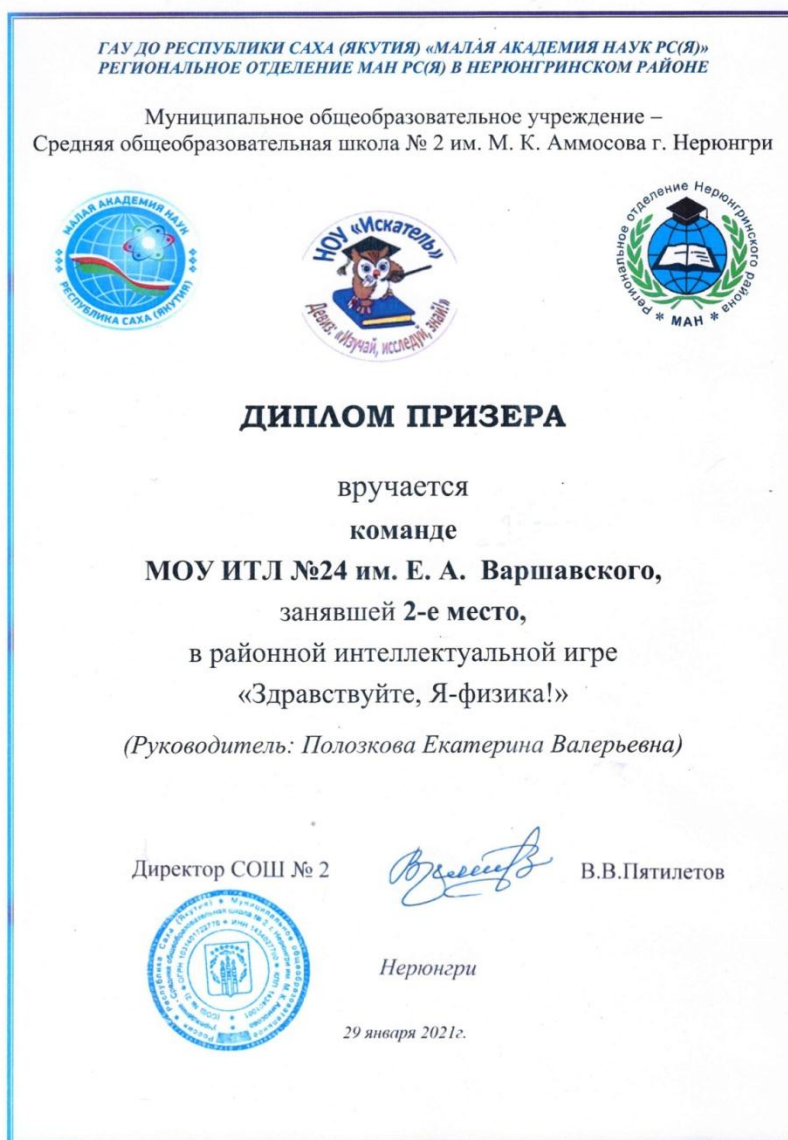 ГАУ ДО РЕСПУБЛИКИ САХА (ЯКУТИЯ) «МАЛАЯ АКАДЕМИЯ НАУК РС(Я)»
РЕГИОНАЛЬНОЕ ОТДЕЛЕНИЕ МАН РС(Я) В НЕРЮНГРИНСКОМ РАЙОНЕ
Муниципальное общеобразовательное учреждение –
Средняя общеобразовательная школа № 2 им. М. К. Аммосова г. Нерюнгри
МАЛАЯ АКАДЕМИЯ НАУК
РЕСПУБЛИКА САХА (ЯКУТИЯ)
НОУ «Искатель»
Девиз: «Изучай, исследуй, знай!»
Региональное отделение Нерюнгринского района
* МАН *
ДИПЛОМ ПРИЗЕРА
вручается
команде
МОУ ИТЛ №24 им. Е. А. Варшавского,
занявшей 2-е место,
в районной интеллектуальной игре
«Здравствуйте, Я-физика!»
(Руководитель: Полозкова Екатерина Валерьевна)
Директор СОШ № 2
В.В.Пятилетов
Нерюнгри
29 января 2021г.